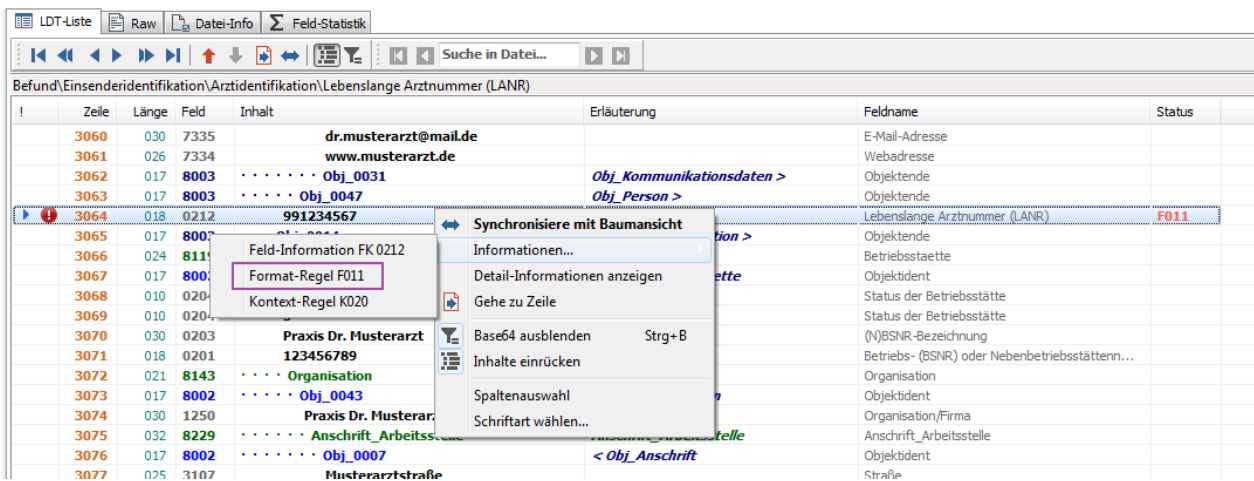 LDT-Liste Raw Datei-Info Feld-Statistik
Suche in Datei...
Befund\Einsenderidentifikation\Arztidentifikation\Lebenslange Arztnummer (LANR)
! Zeile Länge Feld Inhalt Erläuterung Feldname Status
3060 030 7335 dr.musterarzt@mail.de E-Mail-Adresse
3061 026 7334 www.musterarzt.de Webadresse
3062 017 8003 Obj_0031 Obj_Kommunikationsdaten > Objektende
3063 017 8003 Obj_0047 Obj_Person > Objektende
3064 018 0212 991234567 Lebenslange Arztnummer (LANR) F011
3065 017 Objektende
3066 024 Betriebsstaette
3067 017 Objektident
3068 010 Status der Betriebsstätte
3069 010 Status der Betriebsstätte
3070 030 0203 Praxis Dr. Musterarzt (N)BSNR-Bezeichnung
3071 018 0201 123456789 Betriebs- (BSNR) oder Nebenbetriebsstättenn...
3072 021 8143 Organisation Organisation
3073 017 8002 Obj_0043 Objektident
3074 030 1250 Praxis Dr. Organisation/Firma
3075 032 8229 Anschrift_Arbeitsstelle Anschrift_Arbeitsstelle Anschrift_Arbeitsstelle
3076 017 8002 Obj_0007 < Obj_Anschrift Objektident
3077 025 3107 Musterarztstraße Straße
Synchronisiere mit Baumansicht
Informationen...
Detail-Informationen anzeigen
Gehe zu Zeile
Base64 ausblenden Strg+B
Inhalte einrücken
Spaltenauswahl
Schriftart wählen...
Feld-Information FK 0212
Format-Regel F011
Kontext-Regel K020